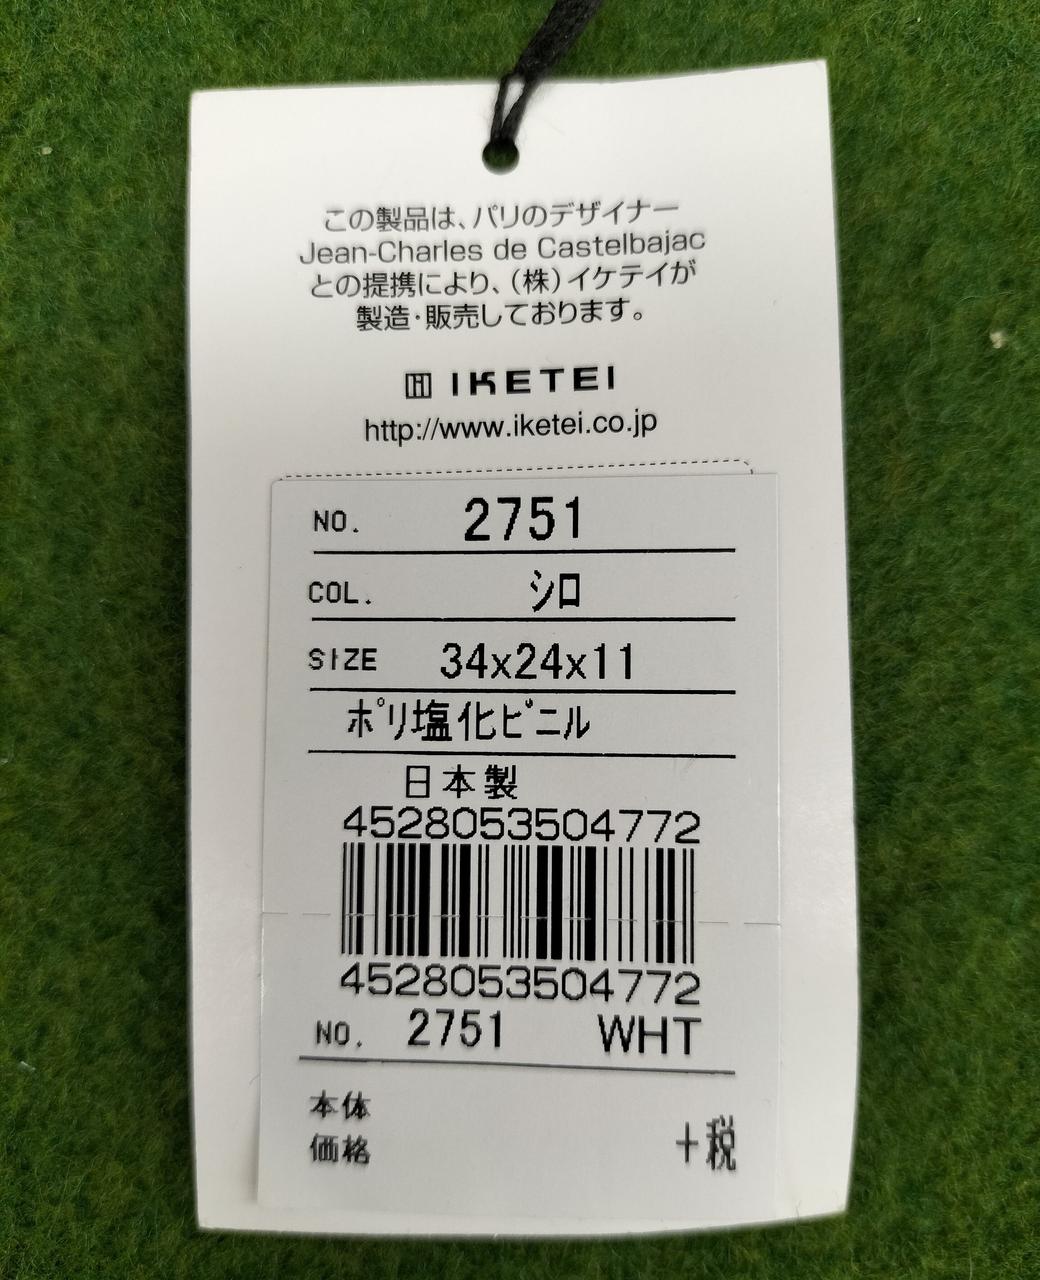 この製品は、パリのデザイナー
Jean-Charles de Castelbajac
との提携により、(株)イケテイが
製造・販売しております。
IKETEI
http://www.iketei.co.jp
NO. 2751
COL. シロ
SIZE 34x24x11
ポリ塩化ビニル
日本製
4528053504772
4528053504772
NO. 2751 WHT
本体
価格 +税